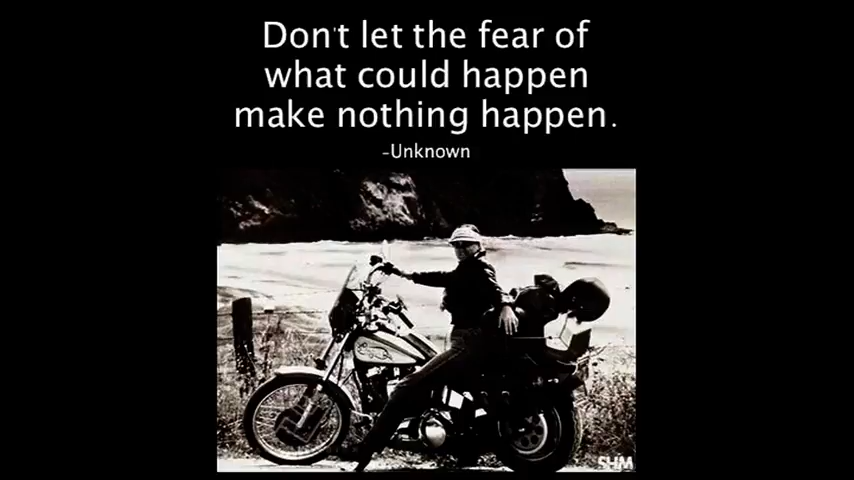 Don't let the fear of
what could happen
make nothing happen.
-Unknown
SHM